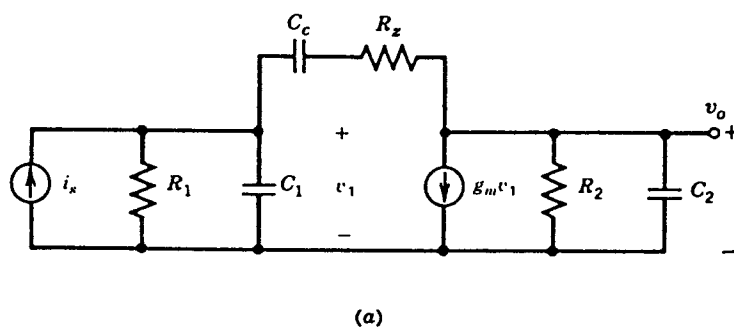 C_c R_z
v_o
+ +
i_s R_1 C_1 v_1 g_m v_1 R_2 C_2
− −
(a)